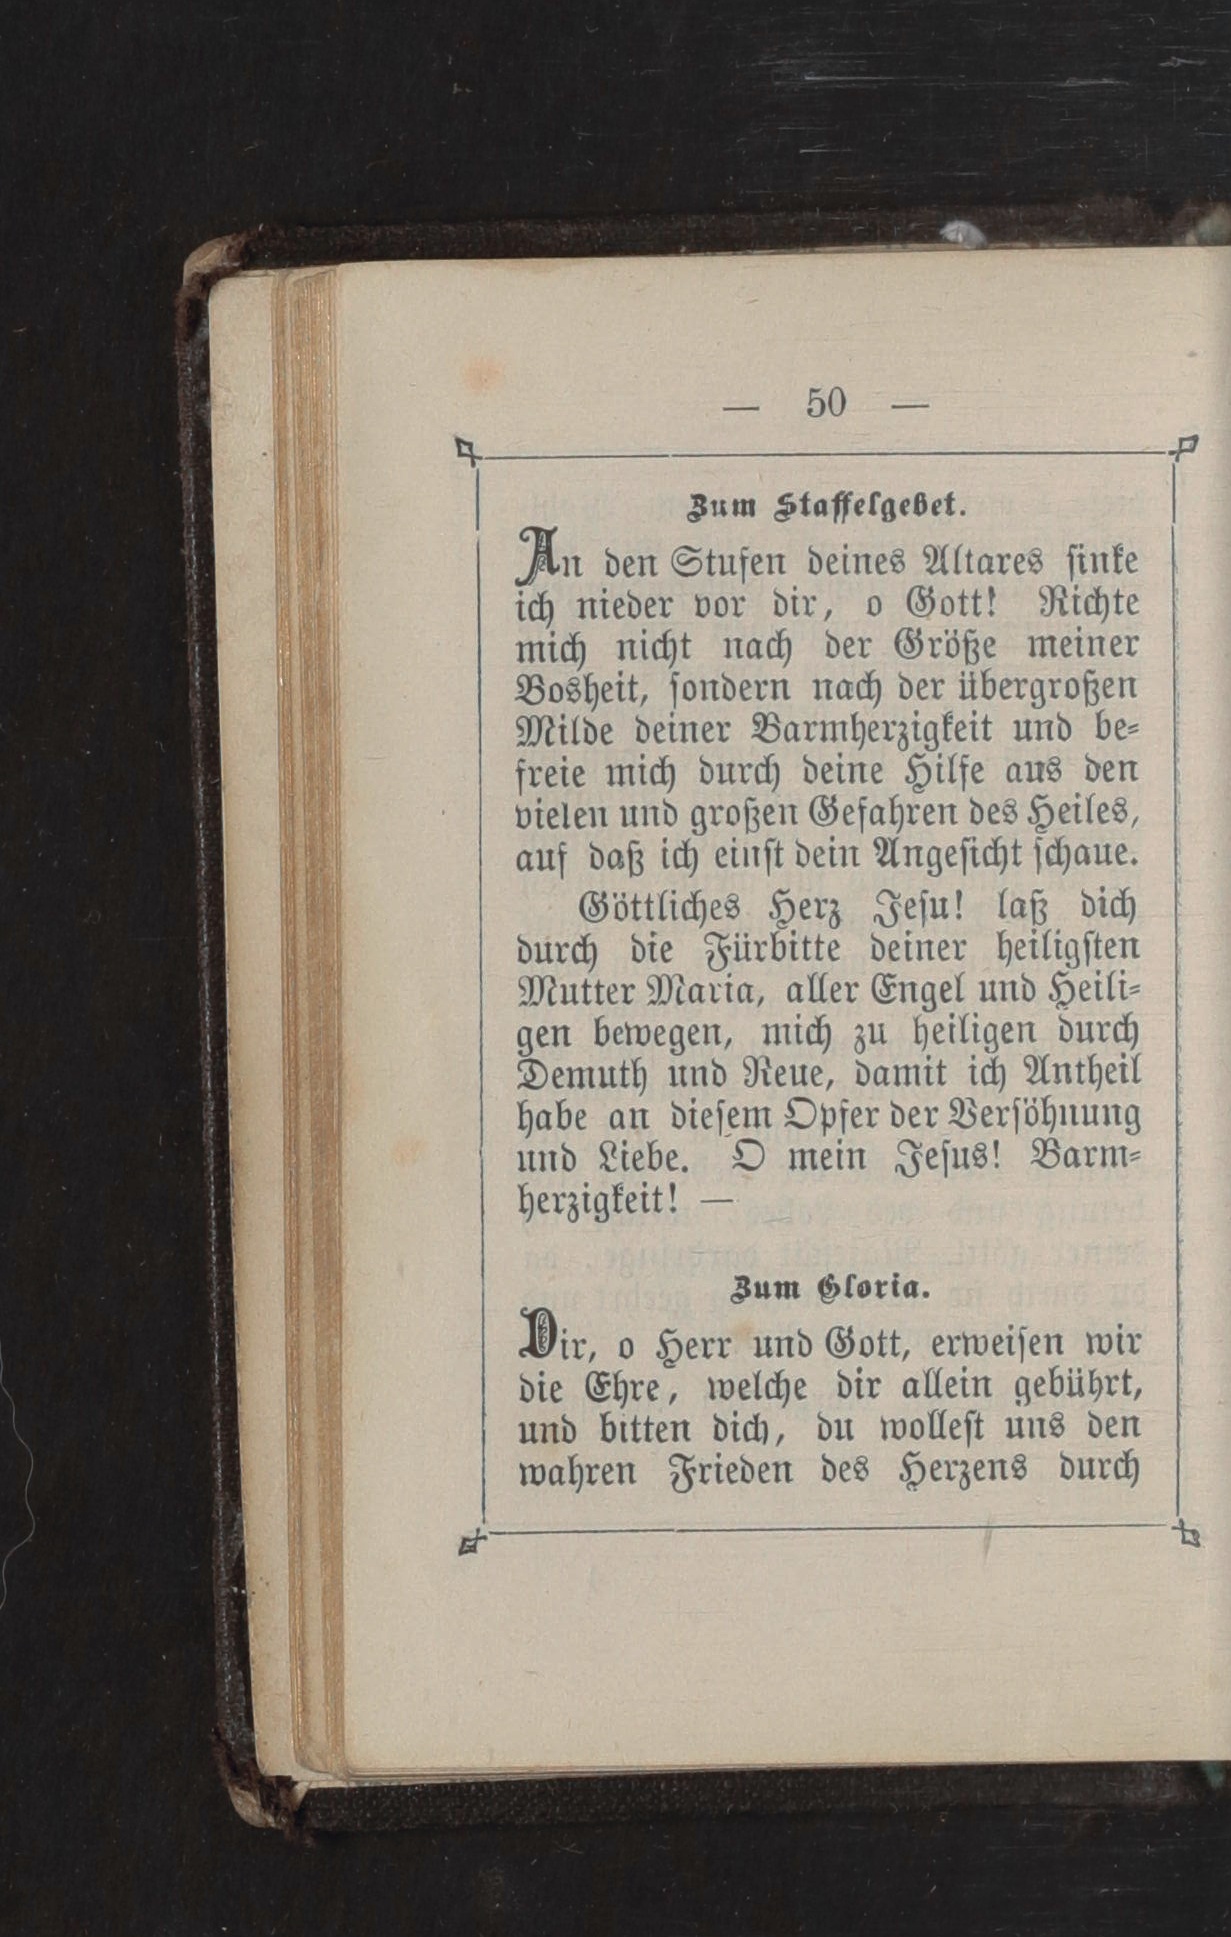 — 50 —
Zum Staffelgebet.
An den Stufen deines Altares sinke
ich nieder vor dir, o Gott! Richte
mich nicht nach der Größe meiner
Bosheit, sondern nach der übergroßen
Milde deiner Barmherzigkeit und be-
freie mich durch deine Hilfe aus den
vielen und großen Gefahren des Heiles,
auf daß ich einst dein Angesicht schaue.
Göttliches Herz Jesu! laß dich
durch die Fürbitte deiner heiligsten
Mutter Maria, aller Engel und Heili-
gen bewegen, mich zu heiligen durch
Demuth und Reue, damit ich Antheil
habe an diesem Opfer der Versöhnung
und Liebe. O mein Jesus! Barm-
herzigkeit! —
Zum Gloria.
Dir, o Herr und Gott, erweisen wir
die Ehre, welche dir allein gebührt,
und bitten dich, du wollest uns den
wahren Frieden des Herzens durch